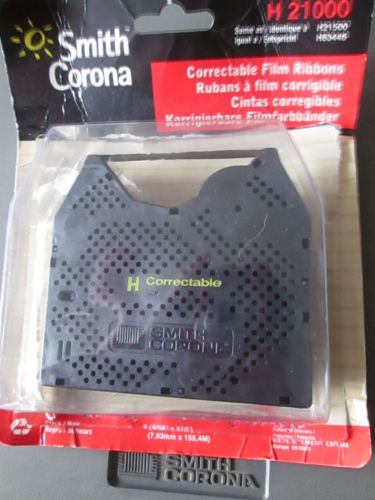 Smith
Corona
H 21000
Same as/Identique à H21500
Igual a / Entspricht H63446
Correctable Film Ribbons
Rubans à film corrigible
Cintas corregibles
Korrigierbare Filmfarbbänder
H Correctable
SMITH
CORONA
(7,93mm x 155,4M)
SMITH
CORONA